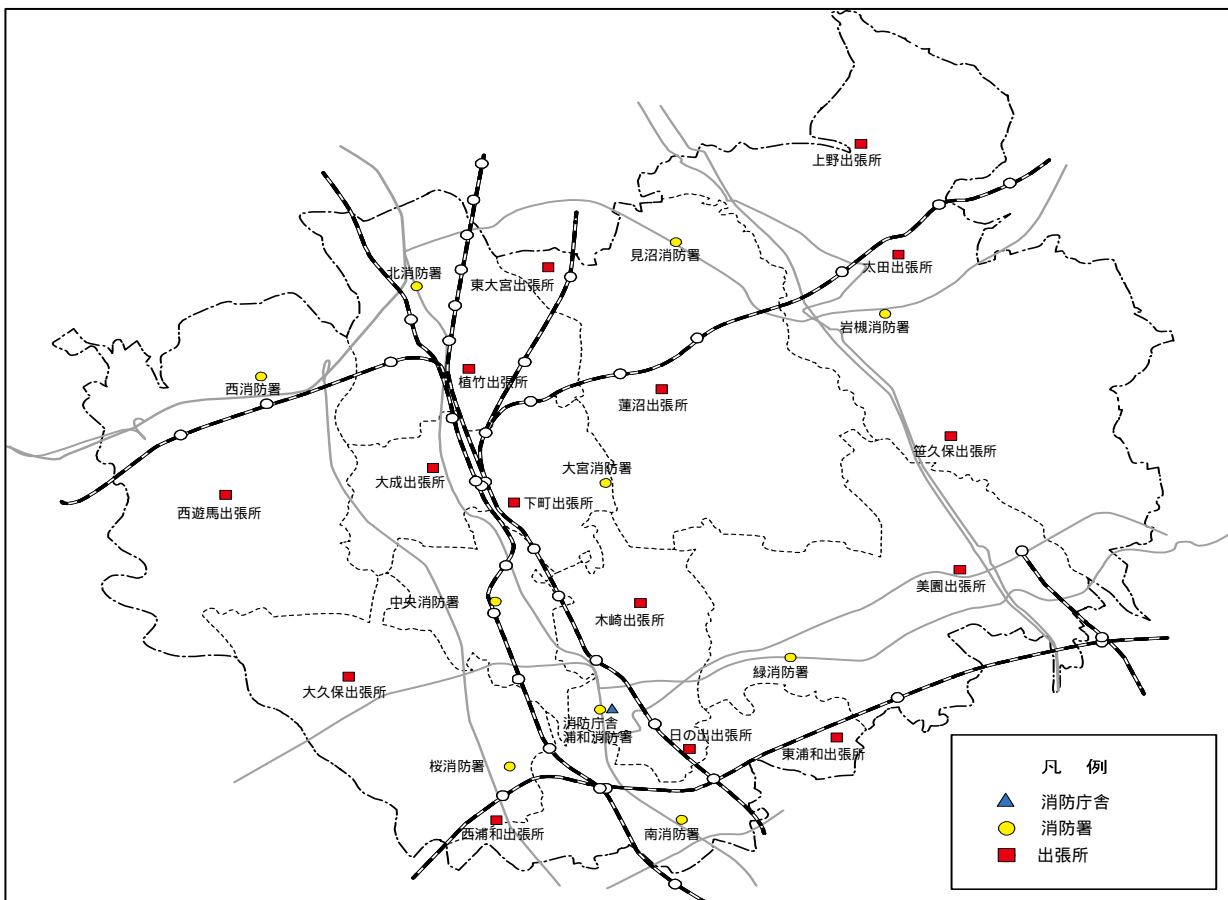 上野出張所
見沼消防署
太田出張所
北消防署
東大宮出張所
岩槻消防署
西消防署
植竹出張所
蓮沼出張所
笹久保出張所
大成出張所
大宮消防署
西遊馬出張所
下町出張所
美園出張所
中央消防署
木崎出張所
緑消防署
大久保出張所
消防庁舎
浦和消防署
日の出出張所
東浦和出張所
桜消防署
西浦和出張所
南消防署
凡 例
消防庁舎
消防署
出張所